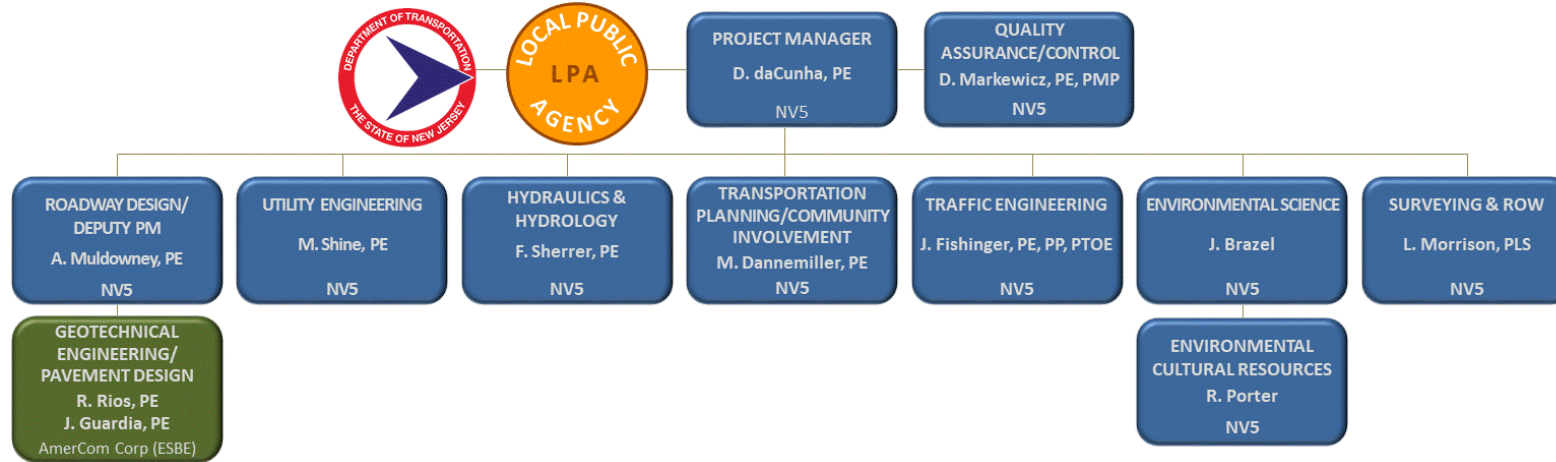 DEPARTMENT OF TRANSPORTATION
THE STATE OF NEW JERSEY
LOCAL PUBLIC
LPA
AGENCY
PROJECT MANAGER
D. daCunha, PE
NV5
QUALITY
ASSURANCE/CONTROL
D. Markewicz, PE, PMP
NV5
ROADWAY DESIGN/
DEPUTY PM
A. Muldowney, PE
NV5
UTILITY ENGINEERING
M. Shine, PE
NV5
HYDRAULICS &
HYDROLOGY
F. Sherrer, PE
NV5
TRANSPORTATION
PLANNING/COMMUNITY
INVOLVEMENT
M. Dannemiller, PE
NV5
TRAFFIC ENGINEERING
J. Fishinger, PE, PP, PTOE
NV5
ENVIRONMENTAL SCIENCE
J. Brazel
NV5
SURVEYING & ROW
L. Morrison, PLS
NV5
GEOTECHNICAL
ENGINEERING/
PAVEMENT DESIGN
R. Rios, PE
J. Guardia, PE
AmerCom Corp (ESBE)
ENVIRONMENTAL
CULTURAL RESOURCES
R. Porter
NV5